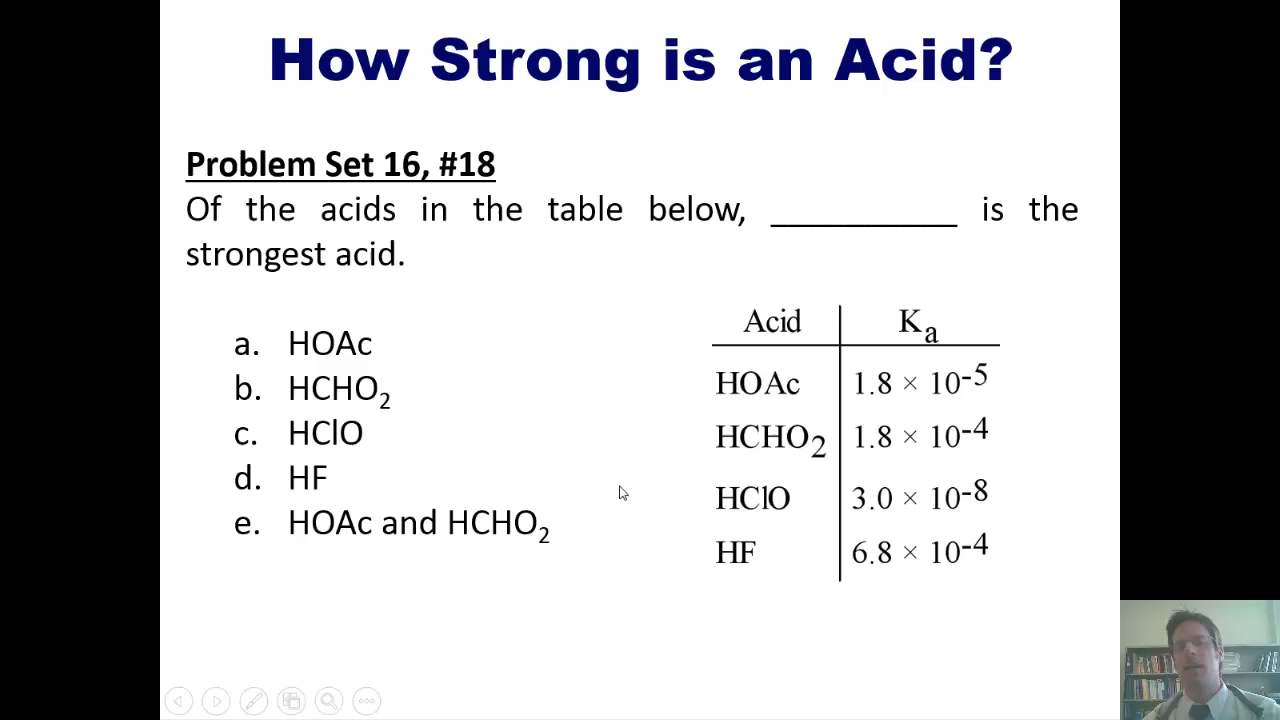 How Strong is an Acid?
Problem Set 16, #18
Of the acids in the table below, ___________ is the
strongest acid.
a. HOAc
b. HCHO₂
c. HClO
d. HF
e. HOAc and HCHO₂
Acid Kₐ
HOAc 1.8 × 10⁻⁵
HCHO₂ 1.8 × 10⁻⁴
HClO 3.0 × 10⁻⁸
HF 6.8 × 10⁻⁴